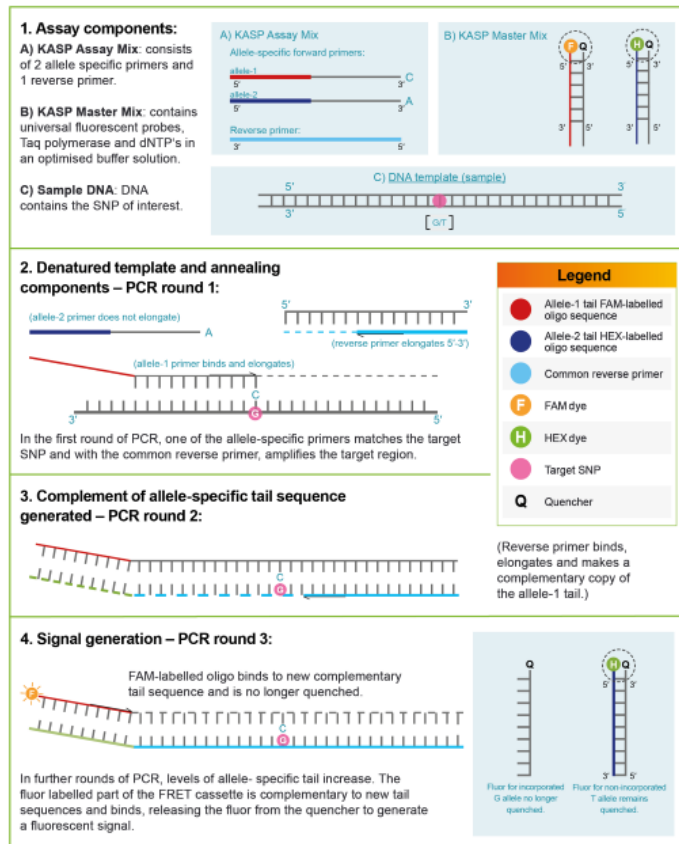 1. Assay components:
A) KASP Assay Mix: consists
of 2 allele specific primers and
1 reverse primer.
B) KASP Master Mix: contains
universal fluorescent probes,
Taq polymerase and dNTP's in
an optimised buffer solution.
C) Sample DNA: DNA
contains the SNP of interest.
A) KASP Assay Mix
Allele-specific forward primers:
allele-1
C
5' 3'
allele-2
A
5' 3'
Reverse primer:
3' 5'
B) KASP Master Mix
F Q H Q
5' 3' 5' 3'
3' 5' 3' 5'
C) DNA template (sample)
5' 3
3' 5
[ G/T ]
2. Denatured template and annealing
components – PCR round 1:
(allele-2 primer does not elongate)
A
5' 3'
(reverse primer elongates 5'-3')
(allele-1 primer binds and elongates)
C
G
3' 5'
In the first round of PCR, one of the allele-specific primers matches the target
SNP and with the common reverse primer, amplifies the target region.
Legend
Allele-1 tail FAM-labelled
oligo sequence
Allele-2 tail HEX-labelled
oligo sequence
Common reverse primer
F FAM dye
H HEX dye
Target SNP
Q Quencher
3. Complement of allele-specific tail sequence
generated – PCR round 2:
C
G
(Reverse primer binds,
elongates and makes a
complementary copy of
the allele-1 tail.)
4. Signal generation – PCR round 3:
FAM-labelled oligo binds to new complementary
tail sequence and is no longer quenched.
F
C
G
In further rounds of PCR, levels of allele- specific tail increase. The
fluor labelled part of the FRET cassette is complementary to new tail
sequences and binds, releasing the fluor from the quencher to generate
a fluorescent signal.
Q
H Q
5' 3'
3' 5'
Fluor for incorporated
G allele no longer
quenched.
Fluor for non-incorporated
T allele remains
quenched.